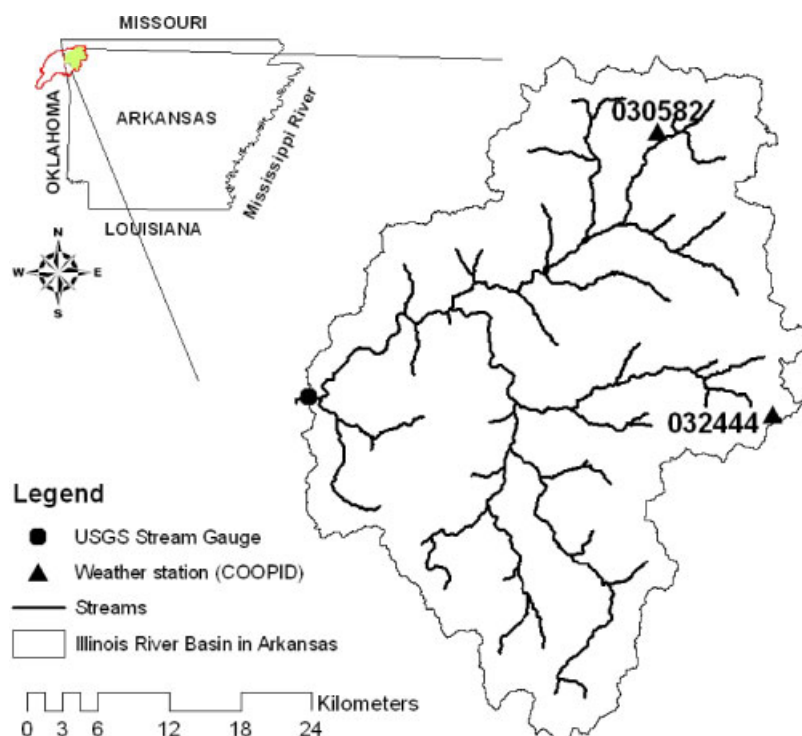 MISSOURI
OKLAHOMA
ARKANSAS
Mississippi River
LOUISIANA
N
W E
S
030582
032444
Legend
USGS Stream Gauge
Weather station (COOPID)
Streams
Illinois River Basin in Arkansas
Kilometers
0 3 6 12 18 24